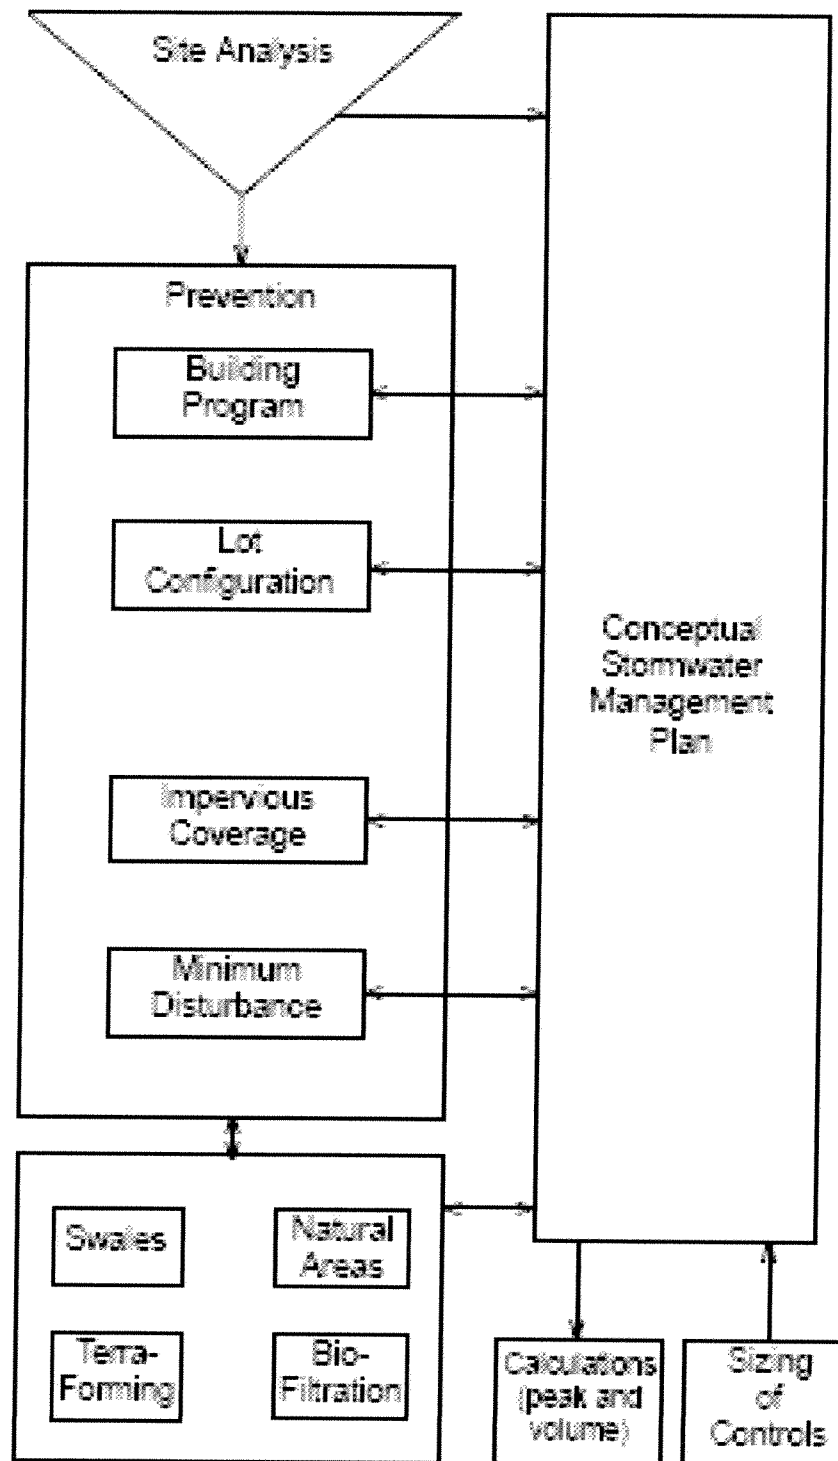 Site Analysis
Prevention
Building
Program
Lot
Configuration
Impervious
Coverage
Minimum
Disturbance
Conceptual
Stormwater
Management
Plan
Swales
Natural
Areas
Terra-
Forming
Bio-
Filtration
Calculations
(peak and
volume)
Sizing
of
Controls